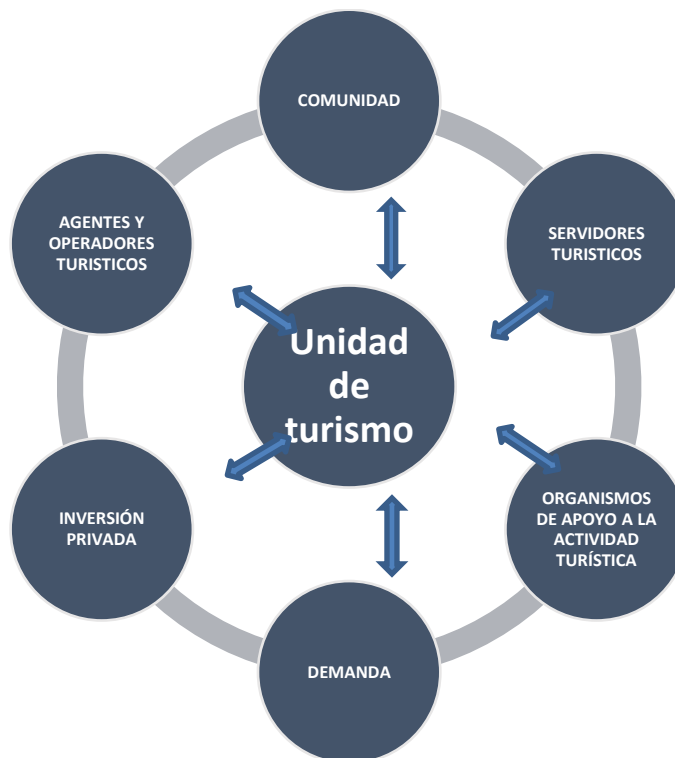 COMUNIDAD
AGENTES Y
OPERADORES
TURISTICOS
SERVIDORES
TURISTICOS
Unidad
de
turismo
INVERSIÓN
PRIVADA
ORGANISMOS
DE APOYO A LA
ACTIVIDAD
TURÍSTICA
DEMANDA